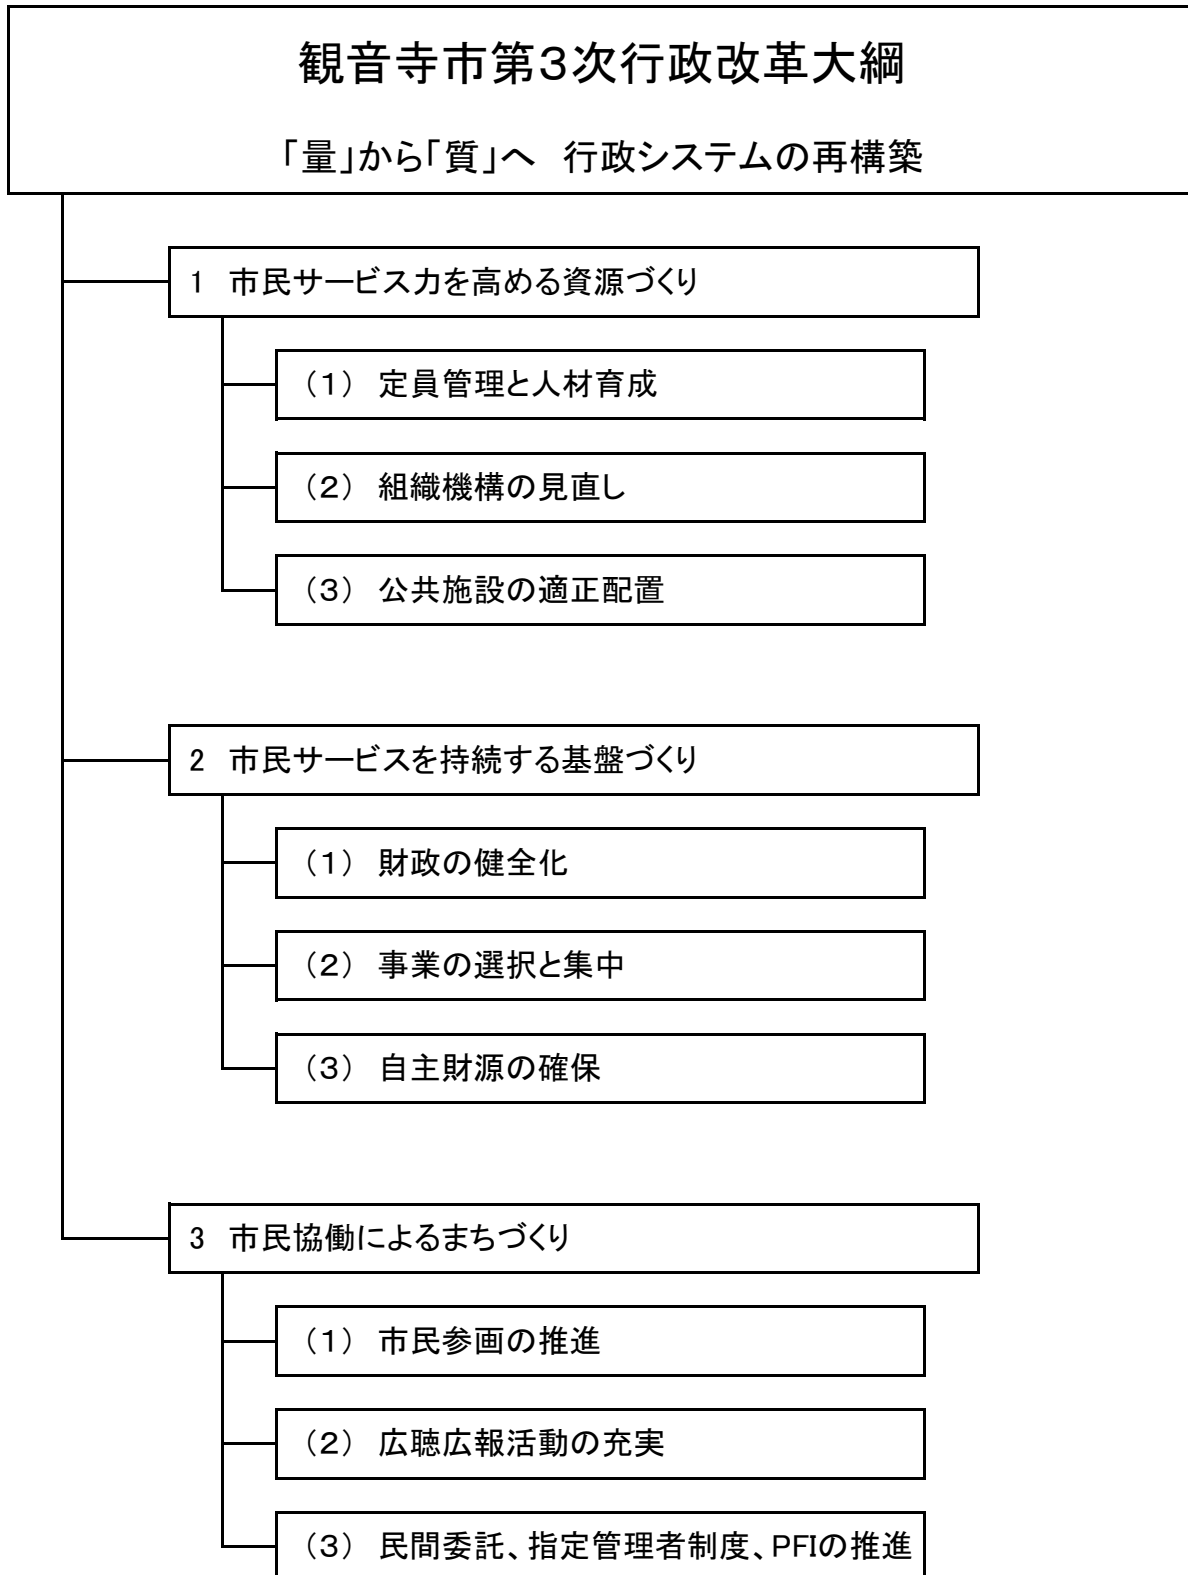 観音寺市第3次行政改革大綱
「量」から「質」へ 行政システムの再構築
1 市民サービス力を高める資源づくり
（1） 定員管理と人材育成
（2） 組織機構の見直し
（3） 公共施設の適正配置
2 市民サービスを持続する基盤づくり
（1） 財政の健全化
（2） 事業の選択と集中
（3） 自主財源の確保
3 市民協働によるまちづくり
（1） 市民参画の推進
（2） 広聴広報活動の充実
（3） 民間委託、指定管理者制度、PFIの推進